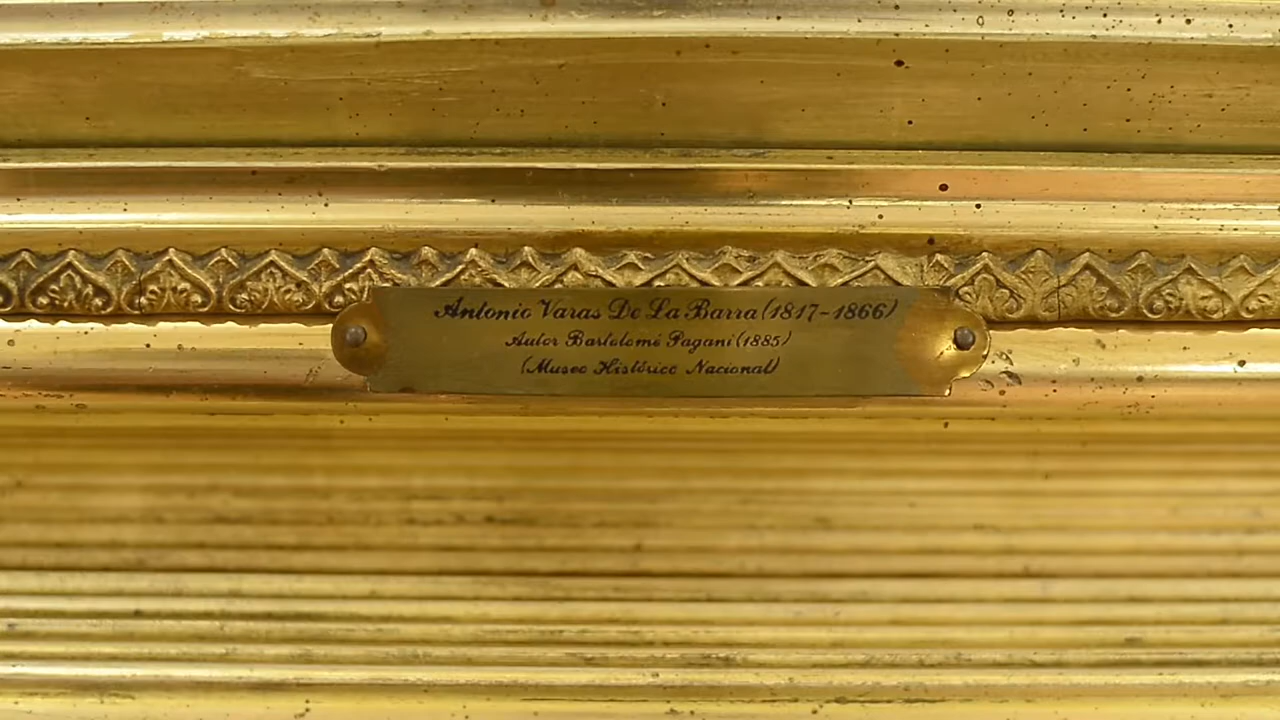 Antonio Varas De La Barra (1817-1866)
Autor Bartolomé Pagani (1885)
(Museo Histórico Nacional)